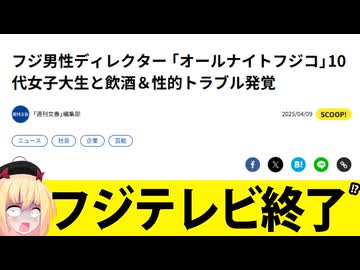 フジ男性ディレクター「オールナイトフジコ」10
代女子大生と飲酒&性的トラブル発覚
週刊文春
「週刊文春」編集部
2025/04/09
SCOOP!
ニュース
社会
企業
芸能
フジテレビ終了⁉